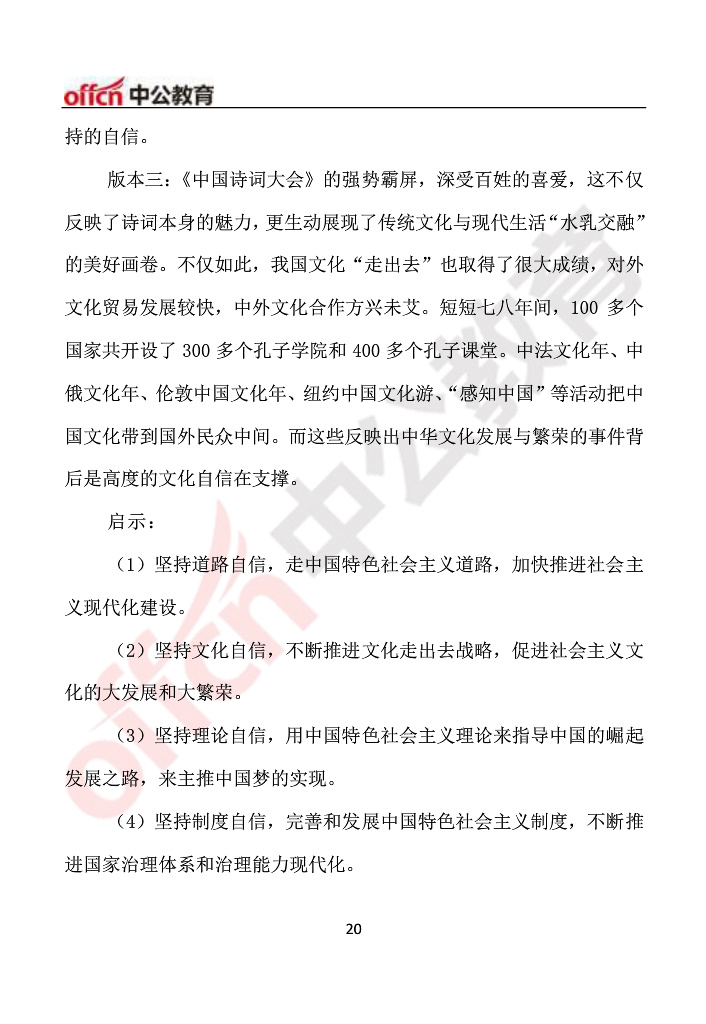 offcn 中公教育
持的自信。
版本三：《中国诗词大会》的强势霸屏，深受百姓的喜爱，这不仅
反映了诗词本身的魅力，更生动展现了传统文化与现代生活“水乳交融”
的美好画卷。不仅如此，我国文化“走出去”也取得了很大成绩，对外
文化贸易发展较快，中外文化合作方兴未艾。短短七八年间，100 多个
国家共开设了 300 多个孔子学院和 400 多个孔子课堂。中法文化年、中
俄文化年、伦敦中国文化年、纽约中国文化游、“感知中国”等活动把中
国文化带到国外民众中间。而这些反映出中华文化发展与繁荣的事件背
后是高度的文化自信在支撑。
启示：
（1）坚持道路自信，走中国特色社会主义道路，加快推进社会主
义现代化建设。
（2）坚持文化自信，不断推进文化走出去战略，促进社会主义文
化的大发展和大繁荣。
（3）坚持理论自信，用中国特色社会主义理论来指导中国的崛起
发展之路，来主推中国梦的实现。
（4）坚持制度自信，完善和发展中国特色社会主义制度，不断推
进国家治理体系和治理能力现代化。
20
offcn 中公教育